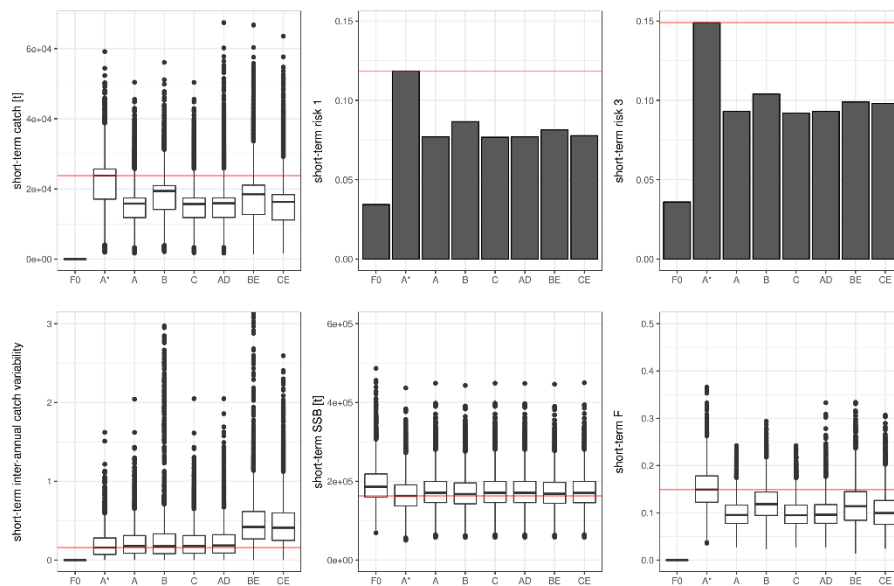 short-term catch [t]
6e+04
4e+04
2e+04
0e+00
F0 A* A B C AD BE CE
short-term risk 1
0.15
0.10
0.05
0.00
F0 A* A B C AD BE CE
short-term risk 3
0.15
0.10
0.05
0.00
F0 A* A B C AD BE CE
short-term inter-annual catch variability
3
2
1
0
F0 A* A B C AD BE CE
short-term SSB [t]
6e+05
4e+05
2e+05
0e+00
F0 A* A B C AD BE CE
short-term F
0.5
0.4
0.3
0.2
0.1
0.0
F0 A* A B C AD BE CE